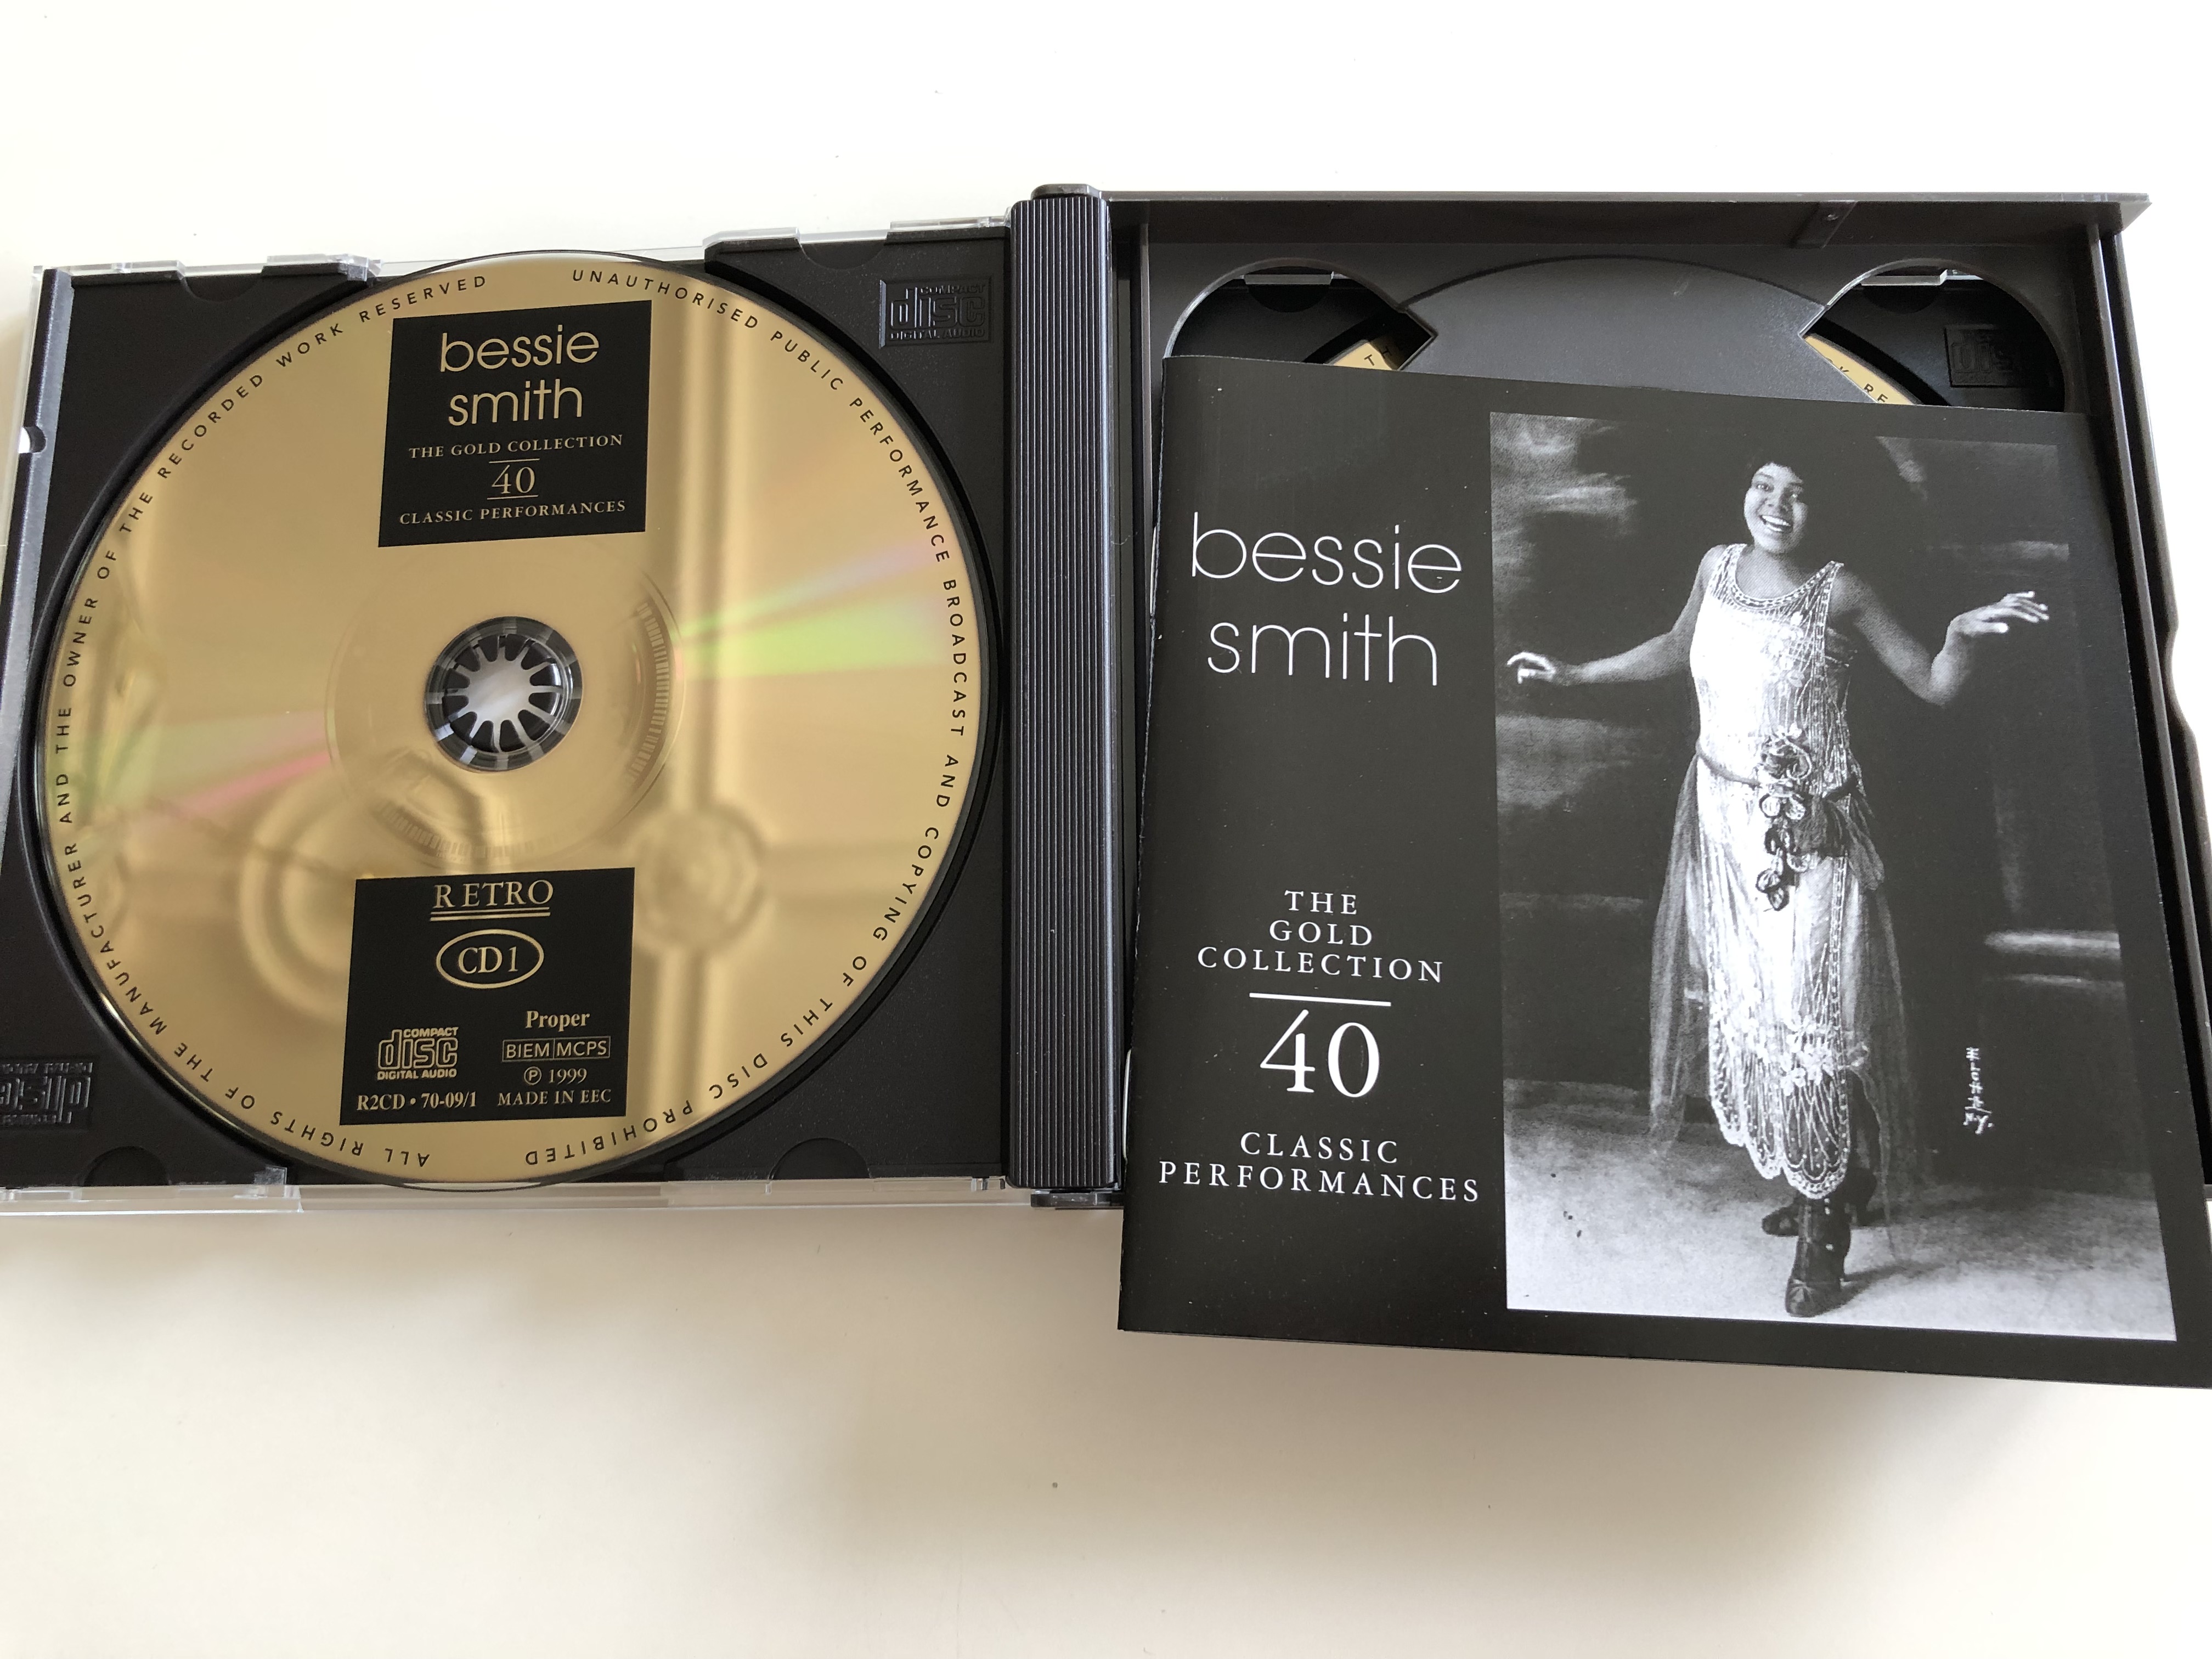 bessie
smith
THE GOLD COLLECTION
40
CLASSIC PERFORMANCES
RETRO
CD 1
COMPACT
disc
DIGITAL AUDIO
Proper
BIEM MCPS
℗ 1999
R2CD • 70-09/1
MADE IN EEC
ALL RIGHTS OF THE MANUFACTURER AND THE OWNER OF THE RECORDED WORK RESERVED
UNAUTHORISED PUBLIC PERFORMANCE BROADCAST AND COPYING OF THIS DISC PROHIBITED
COMPACT
disc
DIGITAL AUDIO
bessie
smith
THE
GOLD
COLLECTION
40
CLASSIC
PERFORMANCES